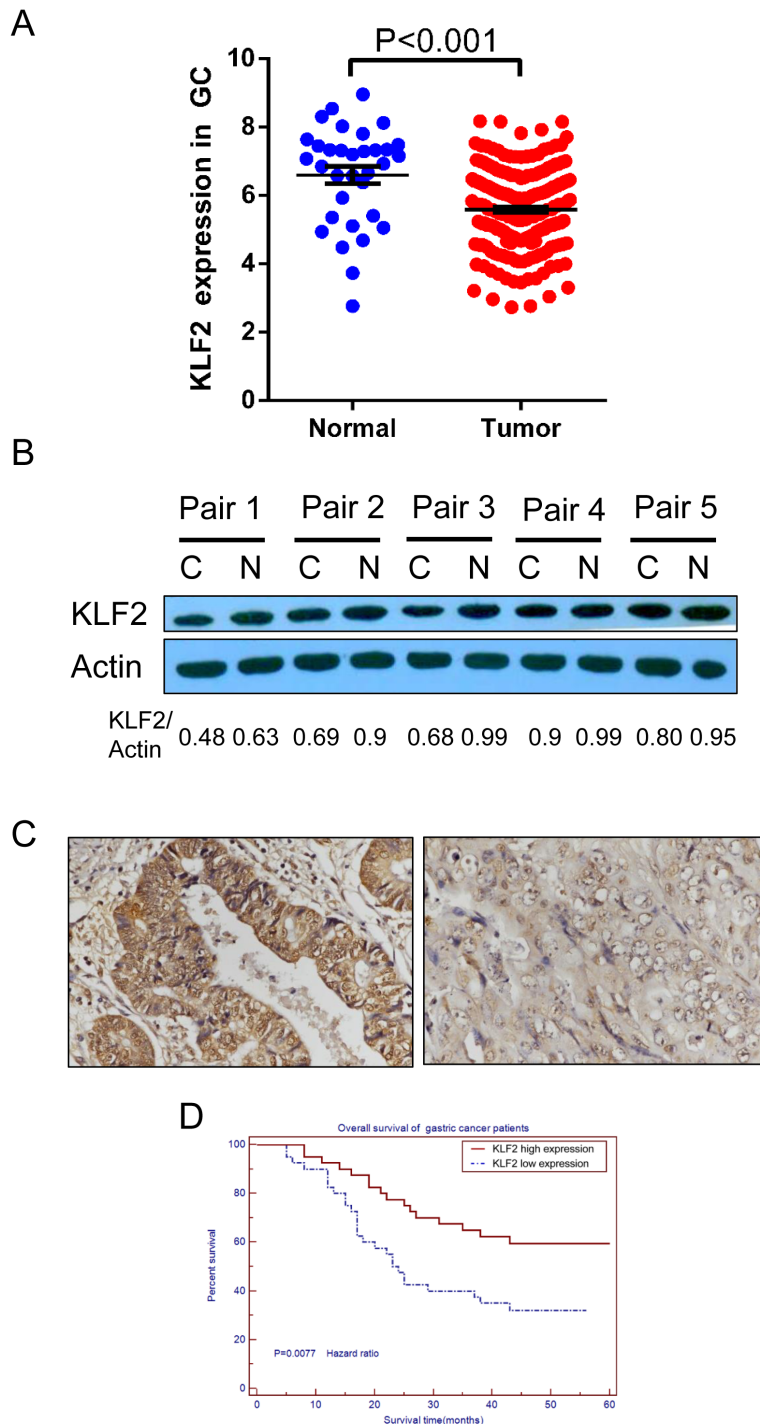 A
P<0.001
KLF2 expression in GC
10
8
6
4
2
0
Normal Tumor
B
Pair 1 Pair 2 Pair 3 Pair 4 Pair 5
C N C N C N C N C N
KLF2
Actin
KLF2/
Actin 0.48 0.63 0.69 0.9 0.68 0.99 0.9 0.99 0.80 0.95
C
D
Overall survival of gastric cancer patients
KLF2 high expression
KLF2 low expression
Percent survival
100
80
60
40
20
0
P=0.0077 Hazard ratio
0 10 20 30 40 50 60
Survival time(months)